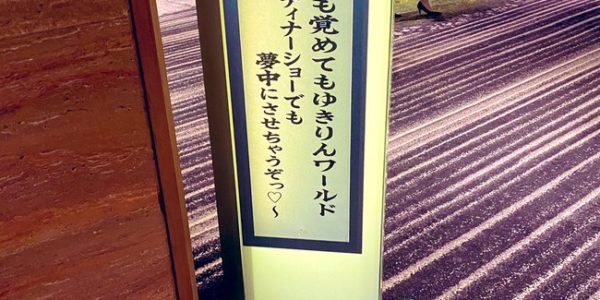 も覚めてもゆきりんワールド
ディナーショーでも
夢中にさせちゃうぞっ♡～